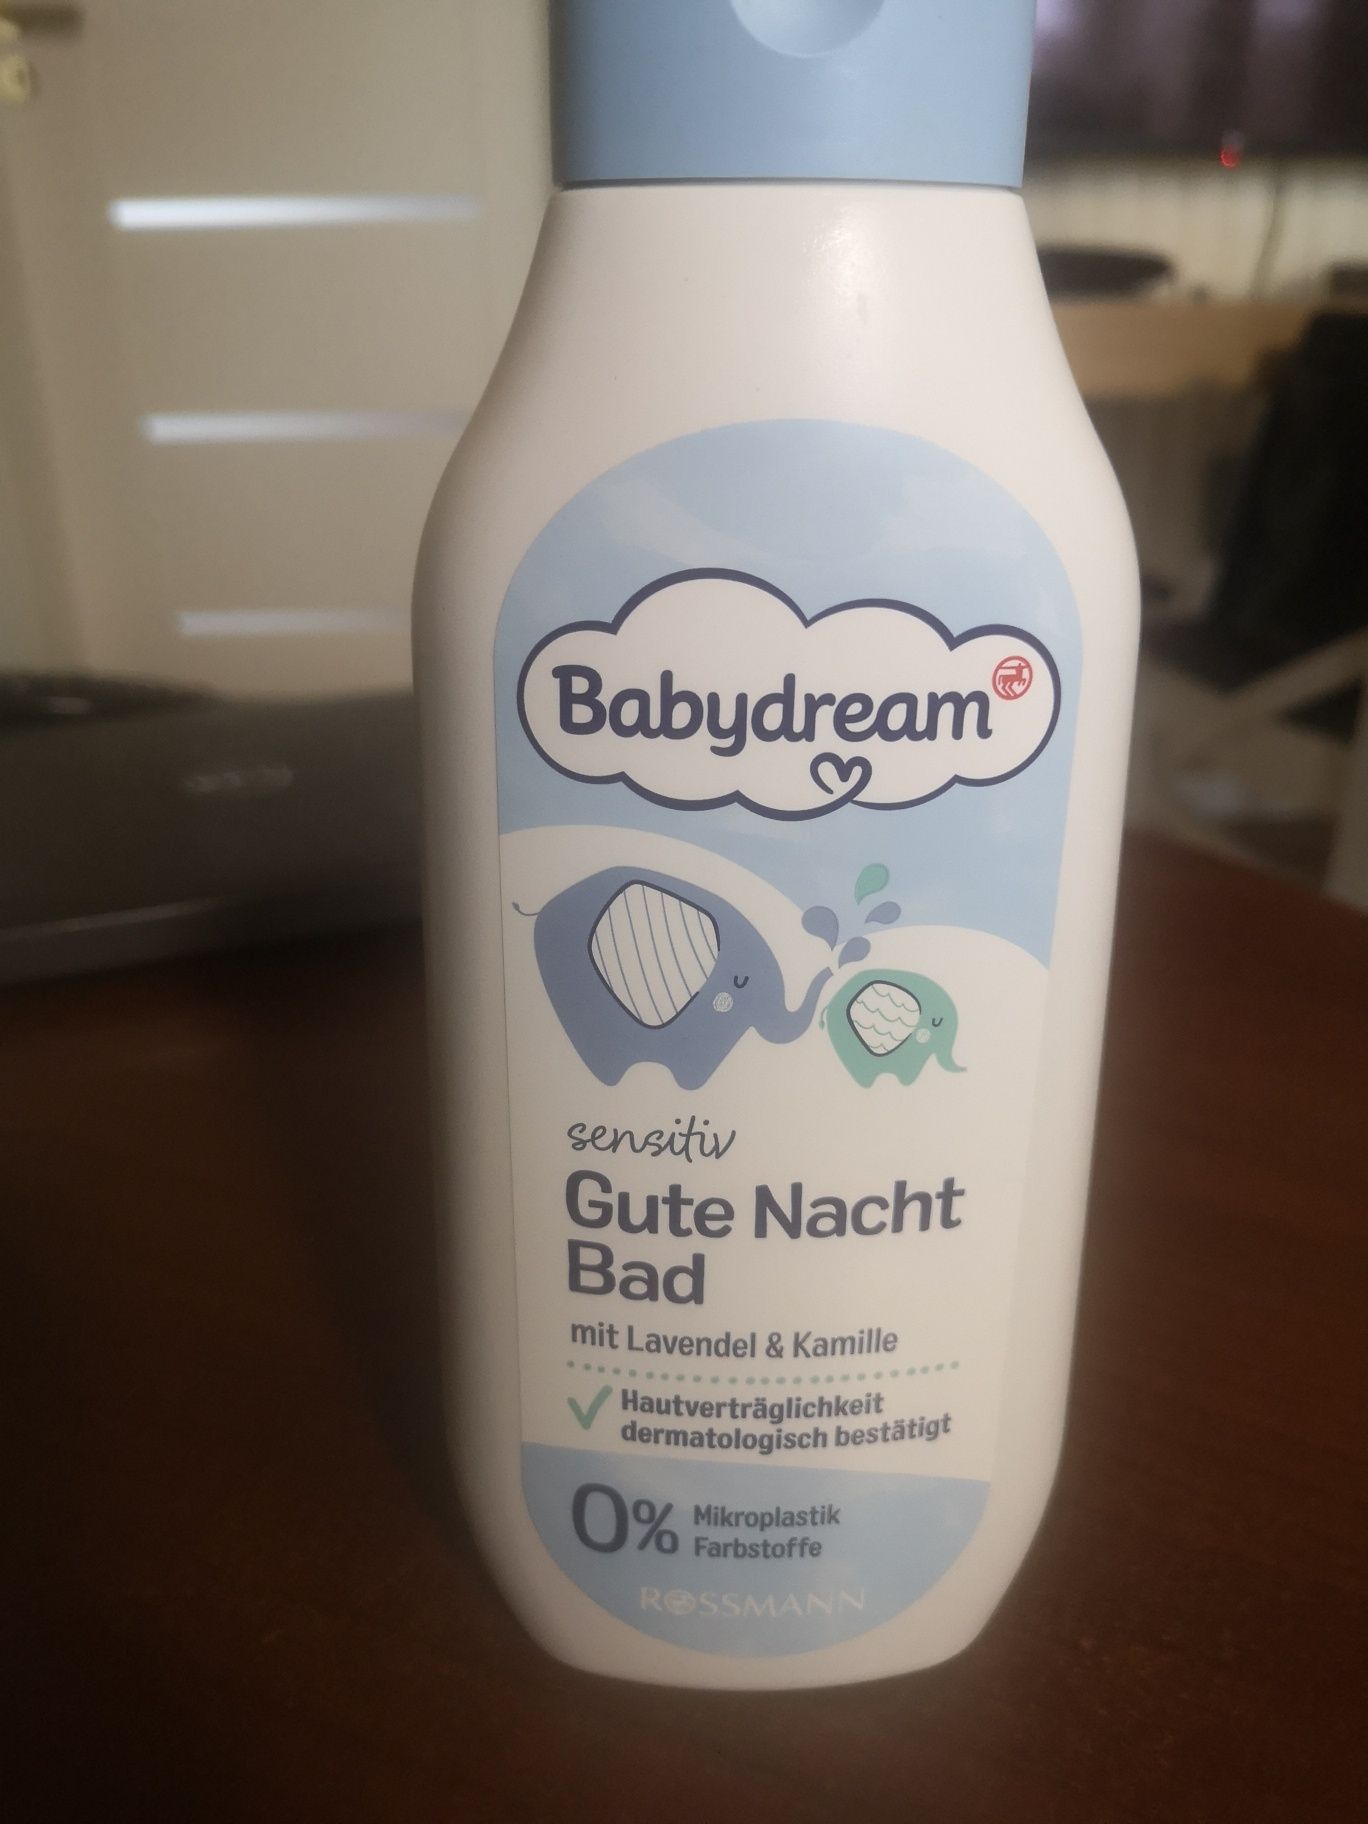 Babydream
sensitiv
Gute Nacht
Bad
mit Lavendel & Kamille
Hautverträglichkeit
dermatologisch bestätigt
0% Mikroplastik
Farbstoffe
ROSSMANN